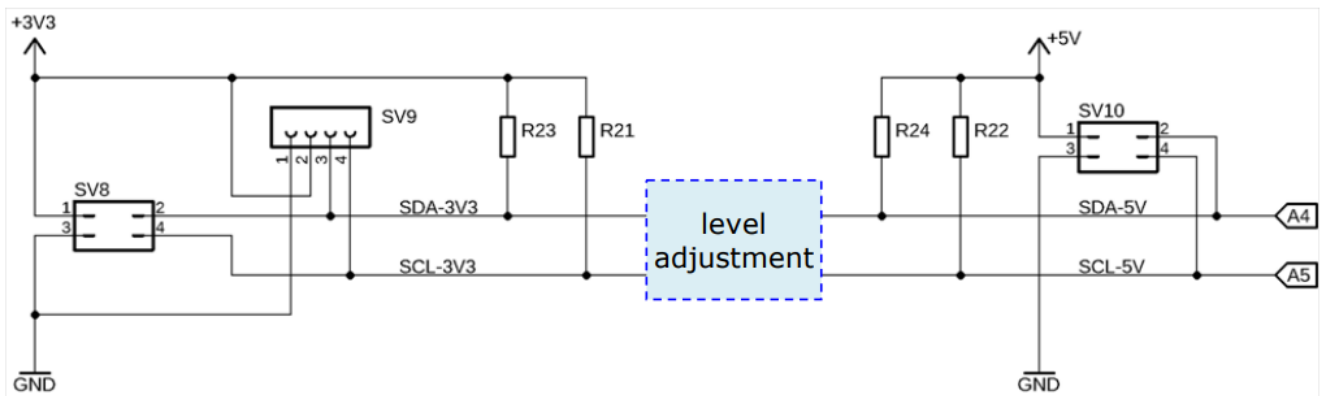 +3V3
+5V
SV9
R23
R21
R24
R22
SV10
1
2
3
4
1
2
3
4
SV8
1
2
3
4
SDA-3V3
SCL-3V3
level
adjustment
SDA-5V
SCL-5V
A4
A5
GND
GND